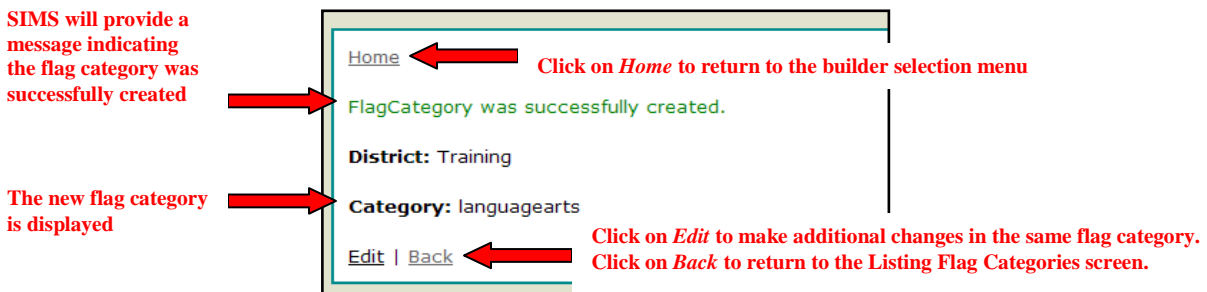 SIMS will provide a
message indicating
the flag category was
successfully created
Home
Click on Home to return to the builder selection menu
FlagCategory was successfully created.
District: Training
The new flag category
is displayed
Category: languagearts
Edit | Back
Click on Edit to make additional changes in the same flag category.
Click on Back to return to the Listing Flag Categories screen.